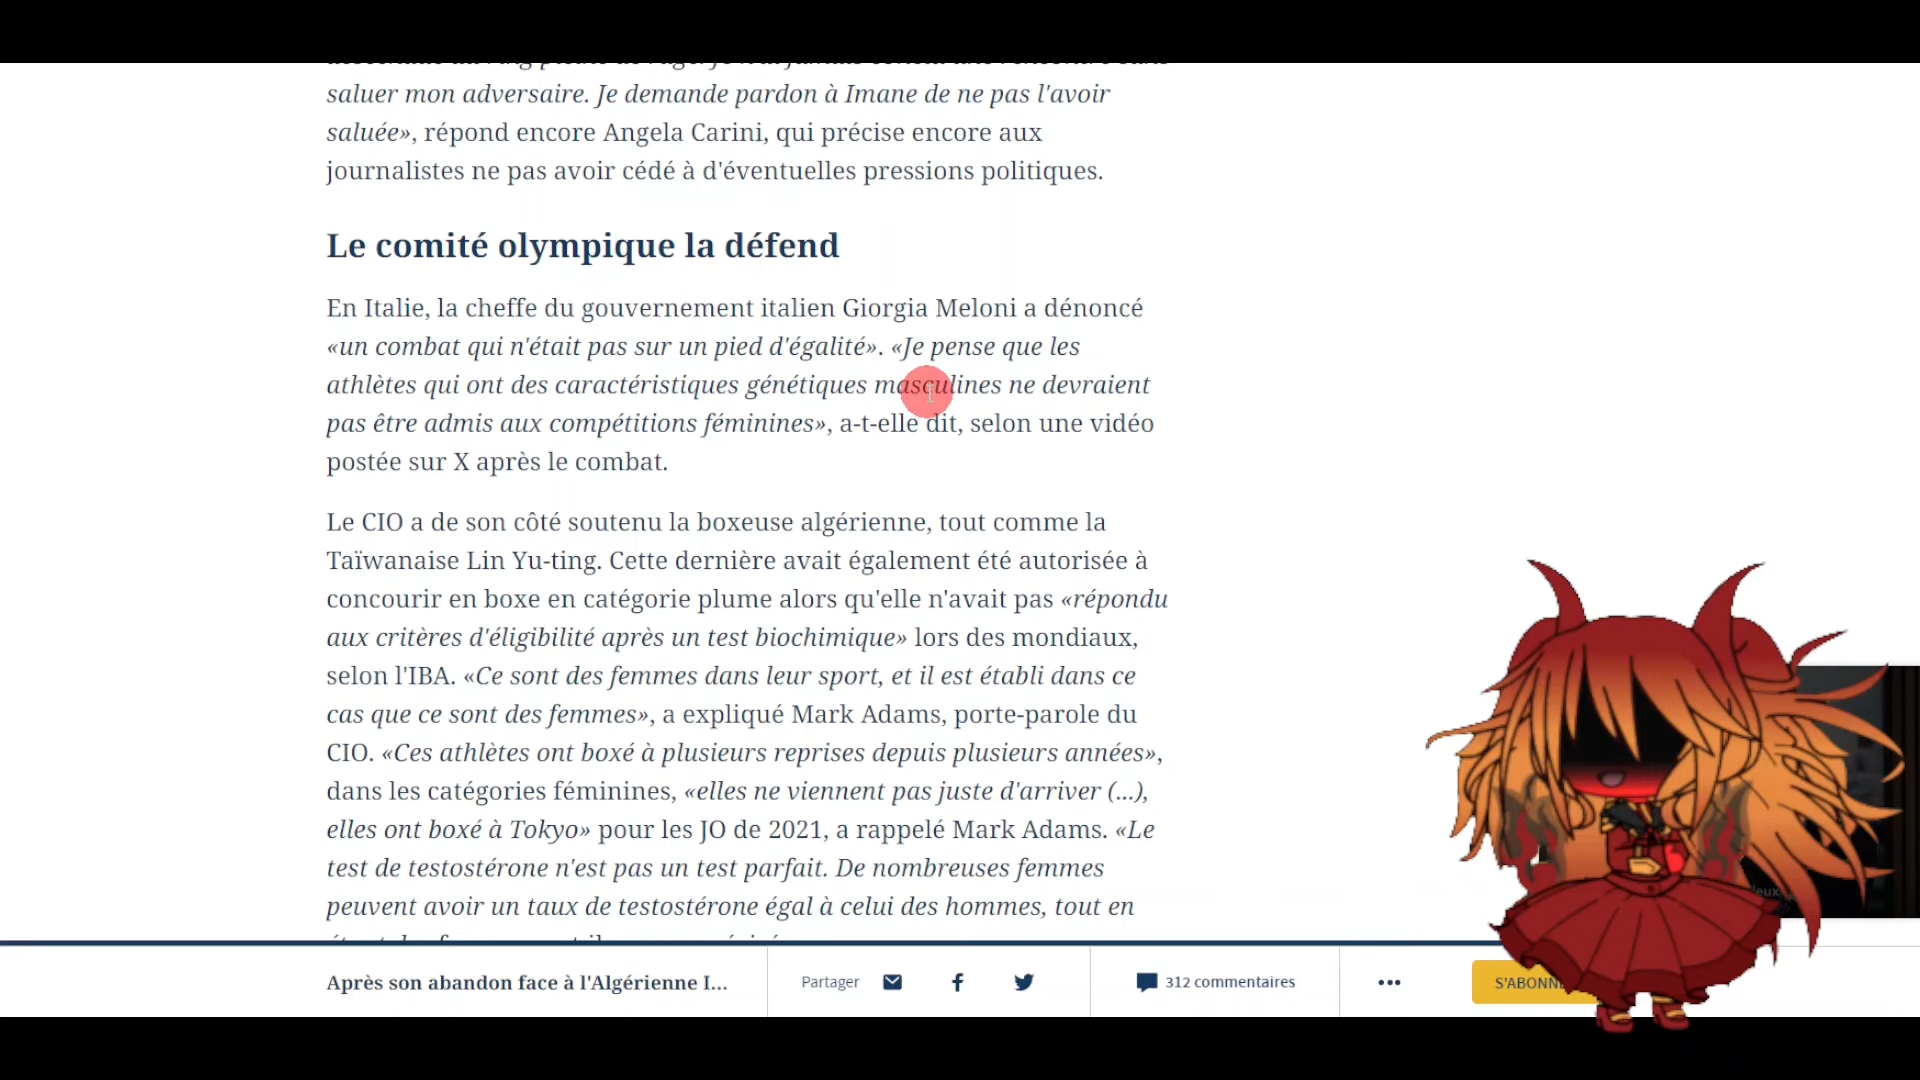 saluer mon adversaire. Je demande pardon à Imane de ne pas l'avoir
saluée», répond encore Angela Carini, qui précise encore aux
journalistes ne pas avoir cédé à d'éventuelles pressions politiques.
Le comité olympique la défend
En Italie, la cheffe du gouvernement italien Giorgia Meloni a dénoncé
«un combat qui n'était pas sur un pied d'égalité». «Je pense que les
athlètes qui ont des caractéristiques génétiques masculines ne devraient
pas être admis aux compétitions féminines», a-t-elle dit, selon une vidéo
postée sur X après le combat.
Le CIO a de son côté soutenu la boxeuse algérienne, tout comme la
Taïwanaise Lin Yu-ting. Cette dernière avait également été autorisée à
concourir en boxe en catégorie plume alors qu'elle n'avait pas «répondu
aux critères d'éligibilité après un test biochimique» lors des mondiaux,
selon l'IBA. «Ce sont des femmes dans leur sport, et il est établi dans ce
cas que ce sont des femmes», a expliqué Mark Adams, porte-parole du
CIO. «Ces athlètes ont boxé à plusieurs reprises depuis plusieurs années»,
dans les catégories féminines, «elles ne viennent pas juste d'arriver (...),
elles ont boxé à Tokyo» pour les JO de 2021, a rappelé Mark Adams. «Le
test de testostérone n'est pas un test parfait. De nombreuses femmes
peuvent avoir un taux de testostérone égal à celui des hommes, tout en
Après son abandon face à l'Algérienne I...
Partager
312 commentaires
S'ABONN